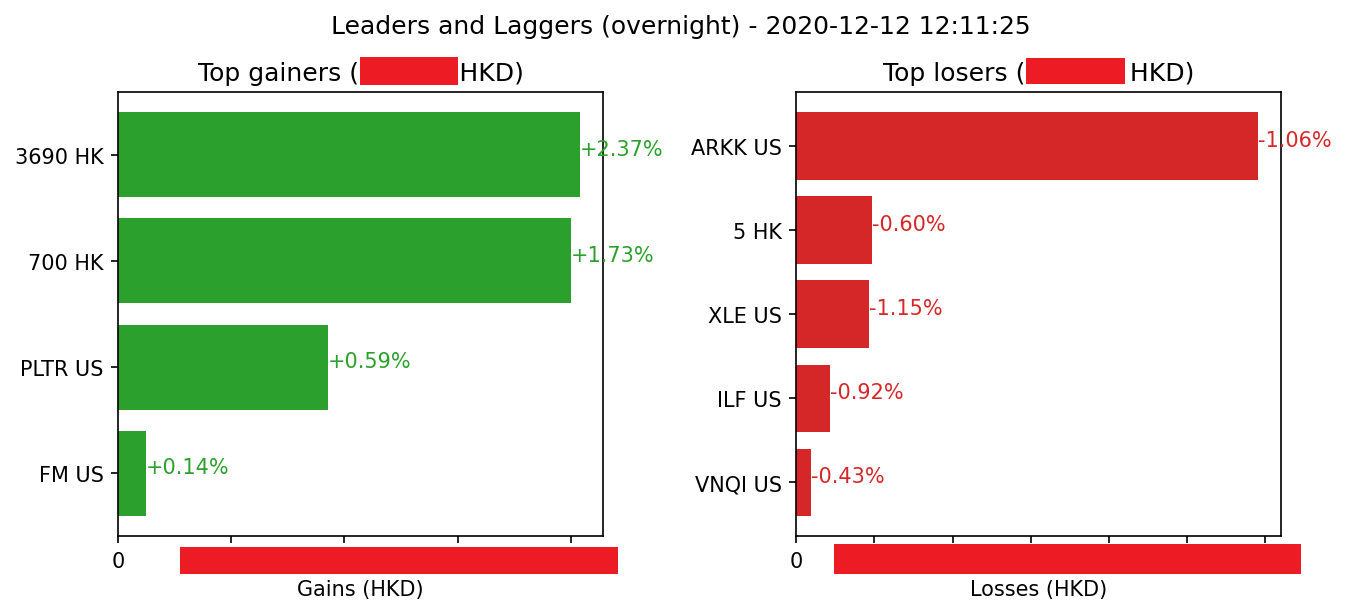 Leaders and Laggers (overnight) - 2020-12-12 12:11:25
Top gainers (HKD)
3690 HK
+2.37%
700 HK
+1.73%
PLTR US
+0.59%
FM US
+0.14%
0
Gains (HKD)
Top losers (HKD)
ARKK US
-1.06%
5 HK
-0.60%
XLE US
-1.15%
ILF US
-0.92%
VNQI US
-0.43%
0
Losses (HKD)